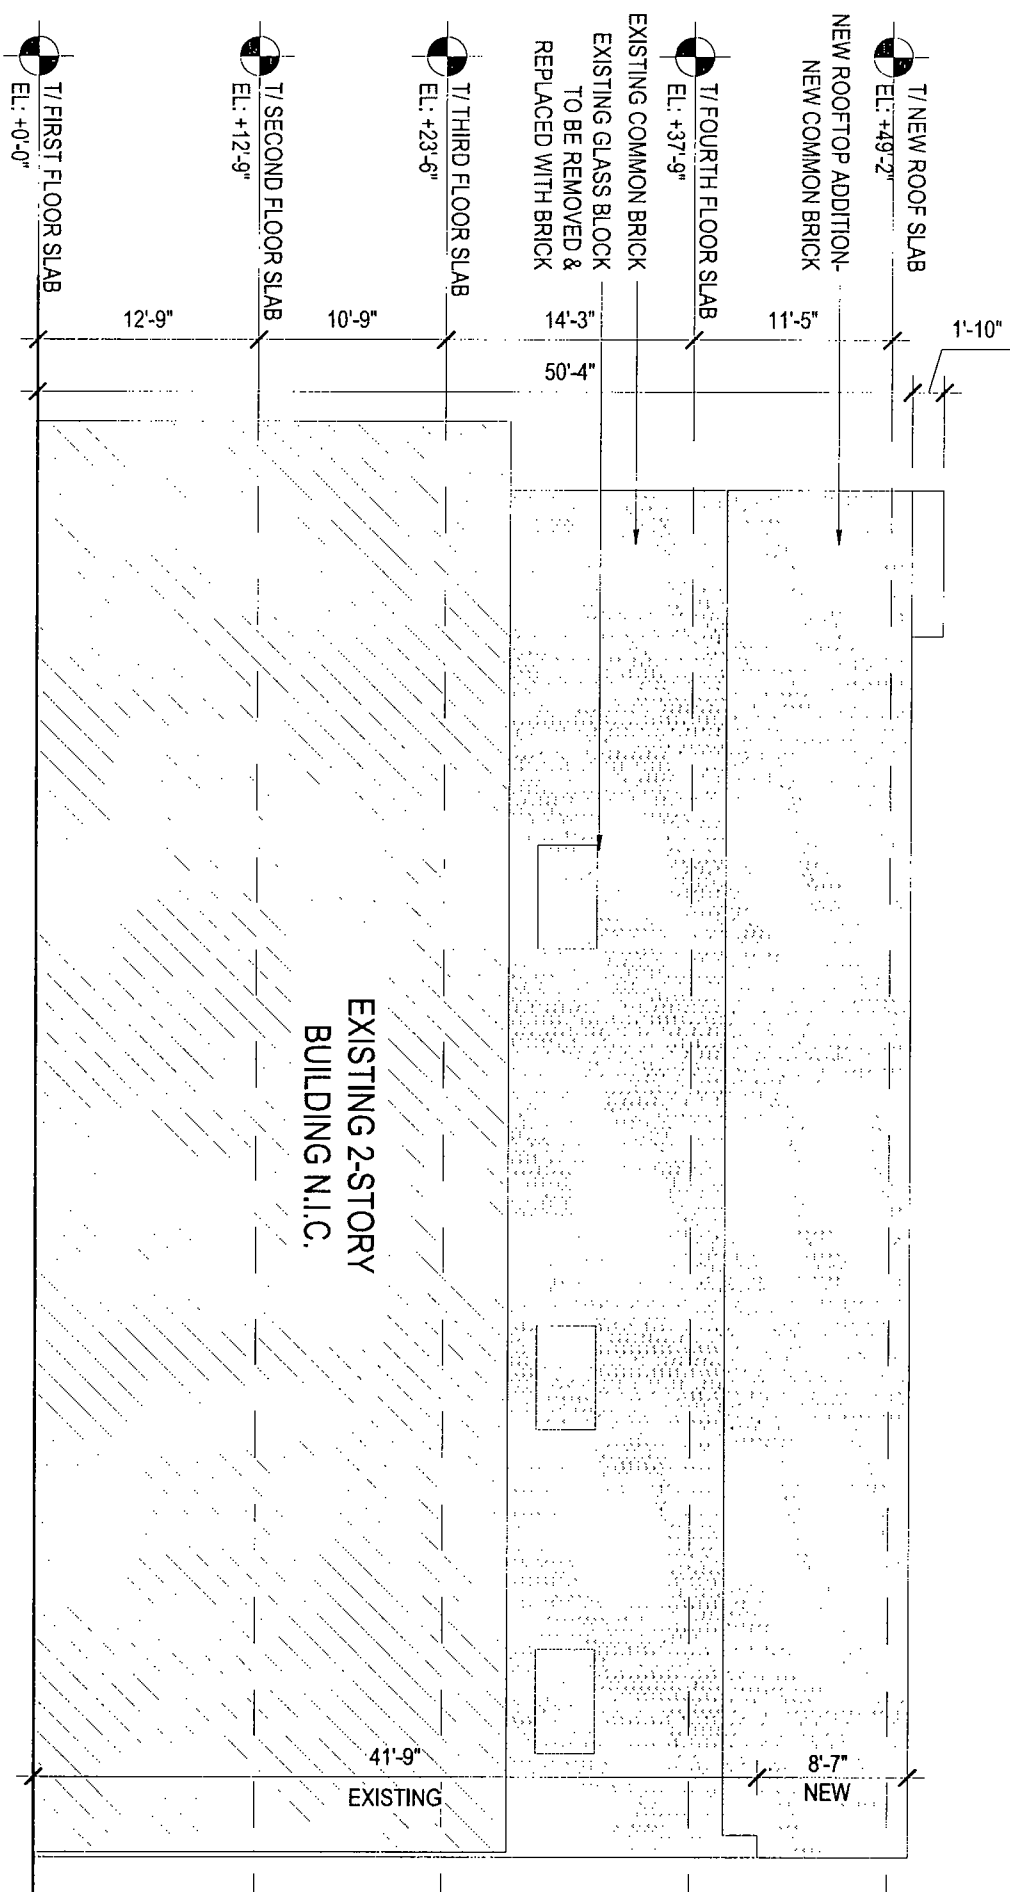 T/ NEW ROOF SLAB
EL: +49'-2"
NEW ROOFTOP ADDITION-
NEW COMMON BRICK
T/ FOURTH FLOOR SLAB
EL: +37'-9"
EXISTING COMMON BRICK
EXISTING GLASS BLOCK
TO BE REMOVED &
REPLACED WITH BRICK
T/ THIRD FLOOR SLAB
EL: +23'-6"
T/ SECOND FLOOR SLAB
EL: +12'-9"
T/ FIRST FLOOR SLAB
EL: +0'-0"
12'-9"
10'-9"
14'-3"
11'-5"
1'-10"
50'-4"
EXISTING 2-STORY
BUILDING N.I.C.
41'-9"
EXISTING
8'-7"
NEW